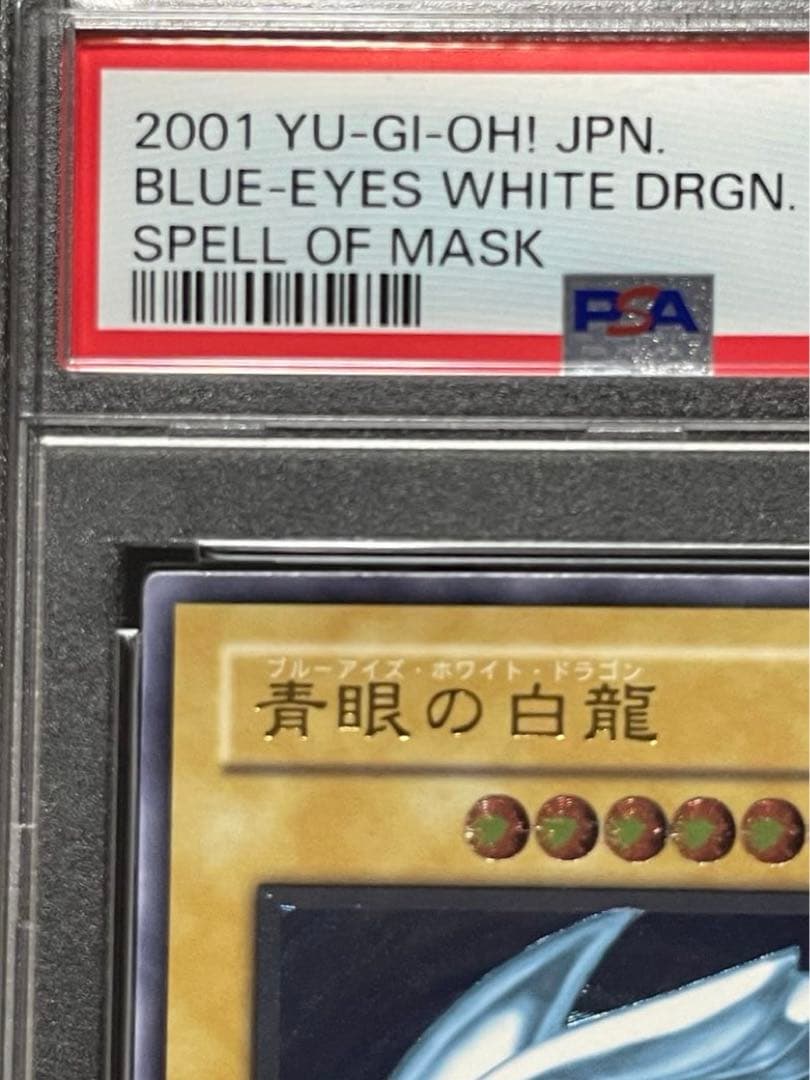 2001 YU-GI-OH! JPN.
BLUE-EYES WHITE DRGN.
SPELL OF MASK
PSA
ブルーアイズ・ホワイト・ドラゴン
青眼の白龍